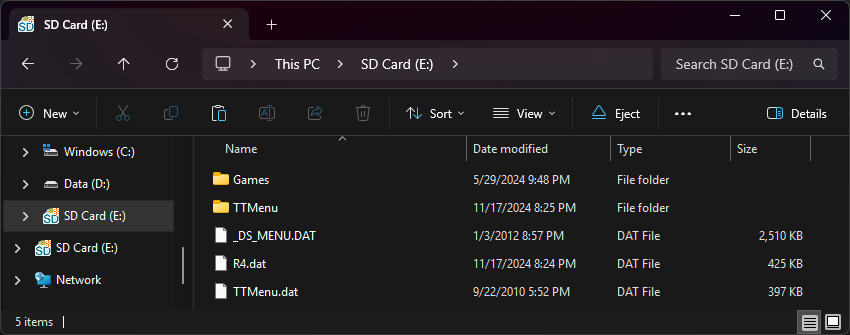 SD Card (E:)
This PC SD Card (E:) Search SD Card (E:)
New Sort View Eject Details
Name Date modified Type Size
Windows (C:)
Data (D:)
SD Card (E:)
SD Card (E:)
Network
Games 5/29/2024 9:48 PM File folder
TTMenu 11/17/2024 8:25 PM File folder
_DS_MENU.DAT 1/3/2012 8:57 PM DAT File 2,510 KB
R4.dat 11/17/2024 8:24 PM DAT File 425 KB
TTMenu.dat 9/22/2010 5:52 PM DAT File 397 KB
5 items